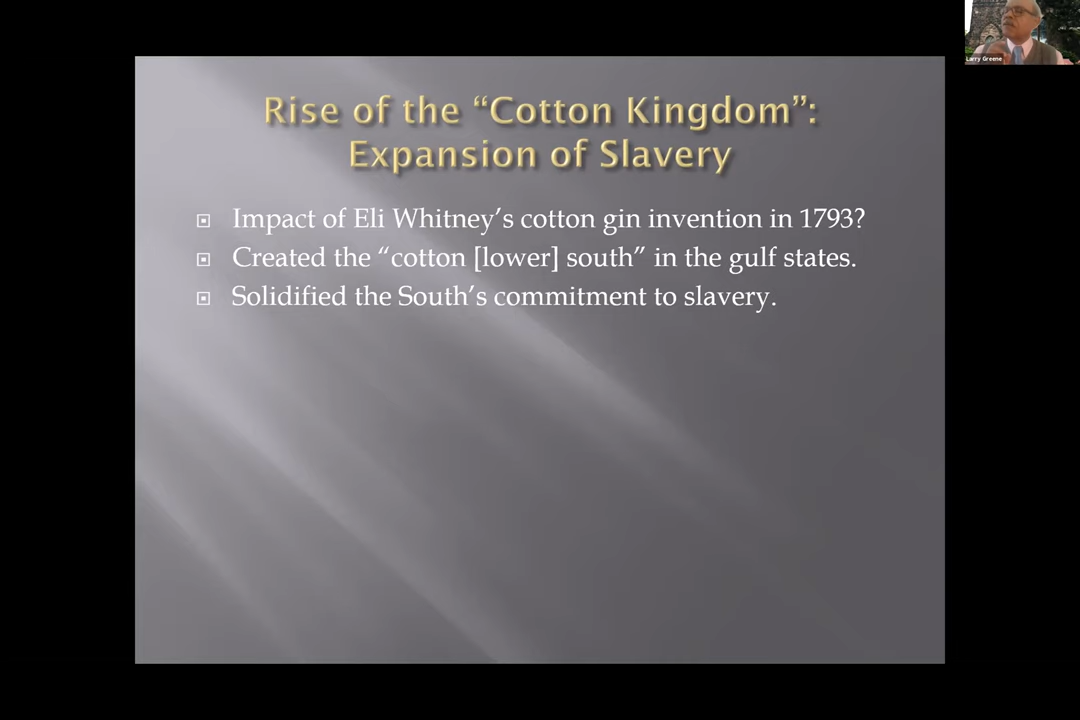 Rise of the “Cotton Kingdom”:
Expansion of Slavery
Impact of Eli Whitney’s cotton gin invention in 1793?
Created the “cotton [lower] south” in the gulf states.
Solidified the South’s commitment to slavery.
Larry Greene